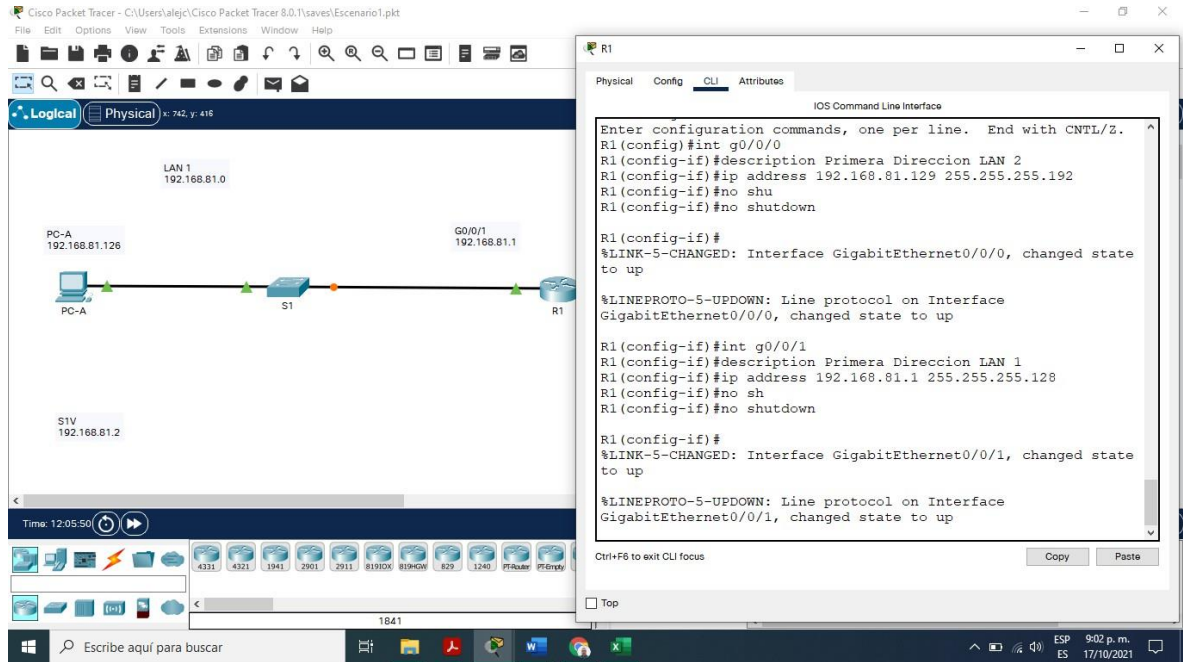 Cisco Packet Tracer - C:\Users\alejc\Cisco Packet Tracer 8.0.1\saves\Escenario1.pkt
File Edit Options View Tools Extensions Window Help
Logical Physical x: 742, y: 416
LAN 1
192.168.81.0
PC-A
192.168.81.126
G0/0/1
192.168.81.1
PC-A
S1
R1
S1V
192.168.81.2
Time: 12:05:50
4331 4321 1941 2901 2911 819IOX 819HGW 829 1240 PT-Router PT-Empty
1841
R1
Physical Config CLI Attributes
IOS Command Line Interface
Enter configuration commands, one per line. End with CNTL/Z.
R1(config)#int g0/0/0
R1(config-if)#description Primera Direccion LAN 2
R1(config-if)#ip address 192.168.81.129 255.255.255.192
R1(config-if)#no shu
R1(config-if)#no shutdown
R1(config-if)#
%LINK-5-CHANGED: Interface GigabitEthernet0/0/0, changed state
to up
%LINEPROTO-5-UPDOWN: Line protocol on Interface
GigabitEthernet0/0/0, changed state to up
R1(config-if)#int g0/0/1
R1(config-if)#description Primera Direccion LAN 1
R1(config-if)#ip address 192.168.81.1 255.255.255.128
R1(config-if)#no sh
R1(config-if)#no shutdown
R1(config-if)#
%LINK-5-CHANGED: Interface GigabitEthernet0/0/1, changed state
to up
%LINEPROTO-5-UPDOWN: Line protocol on Interface
GigabitEthernet0/0/1, changed state to up
Ctrl+F6 to exit CLI focus
Copy Paste
Top
Escribe aquí para buscar
ESP 9:02 p. m.
ES 17/10/2021